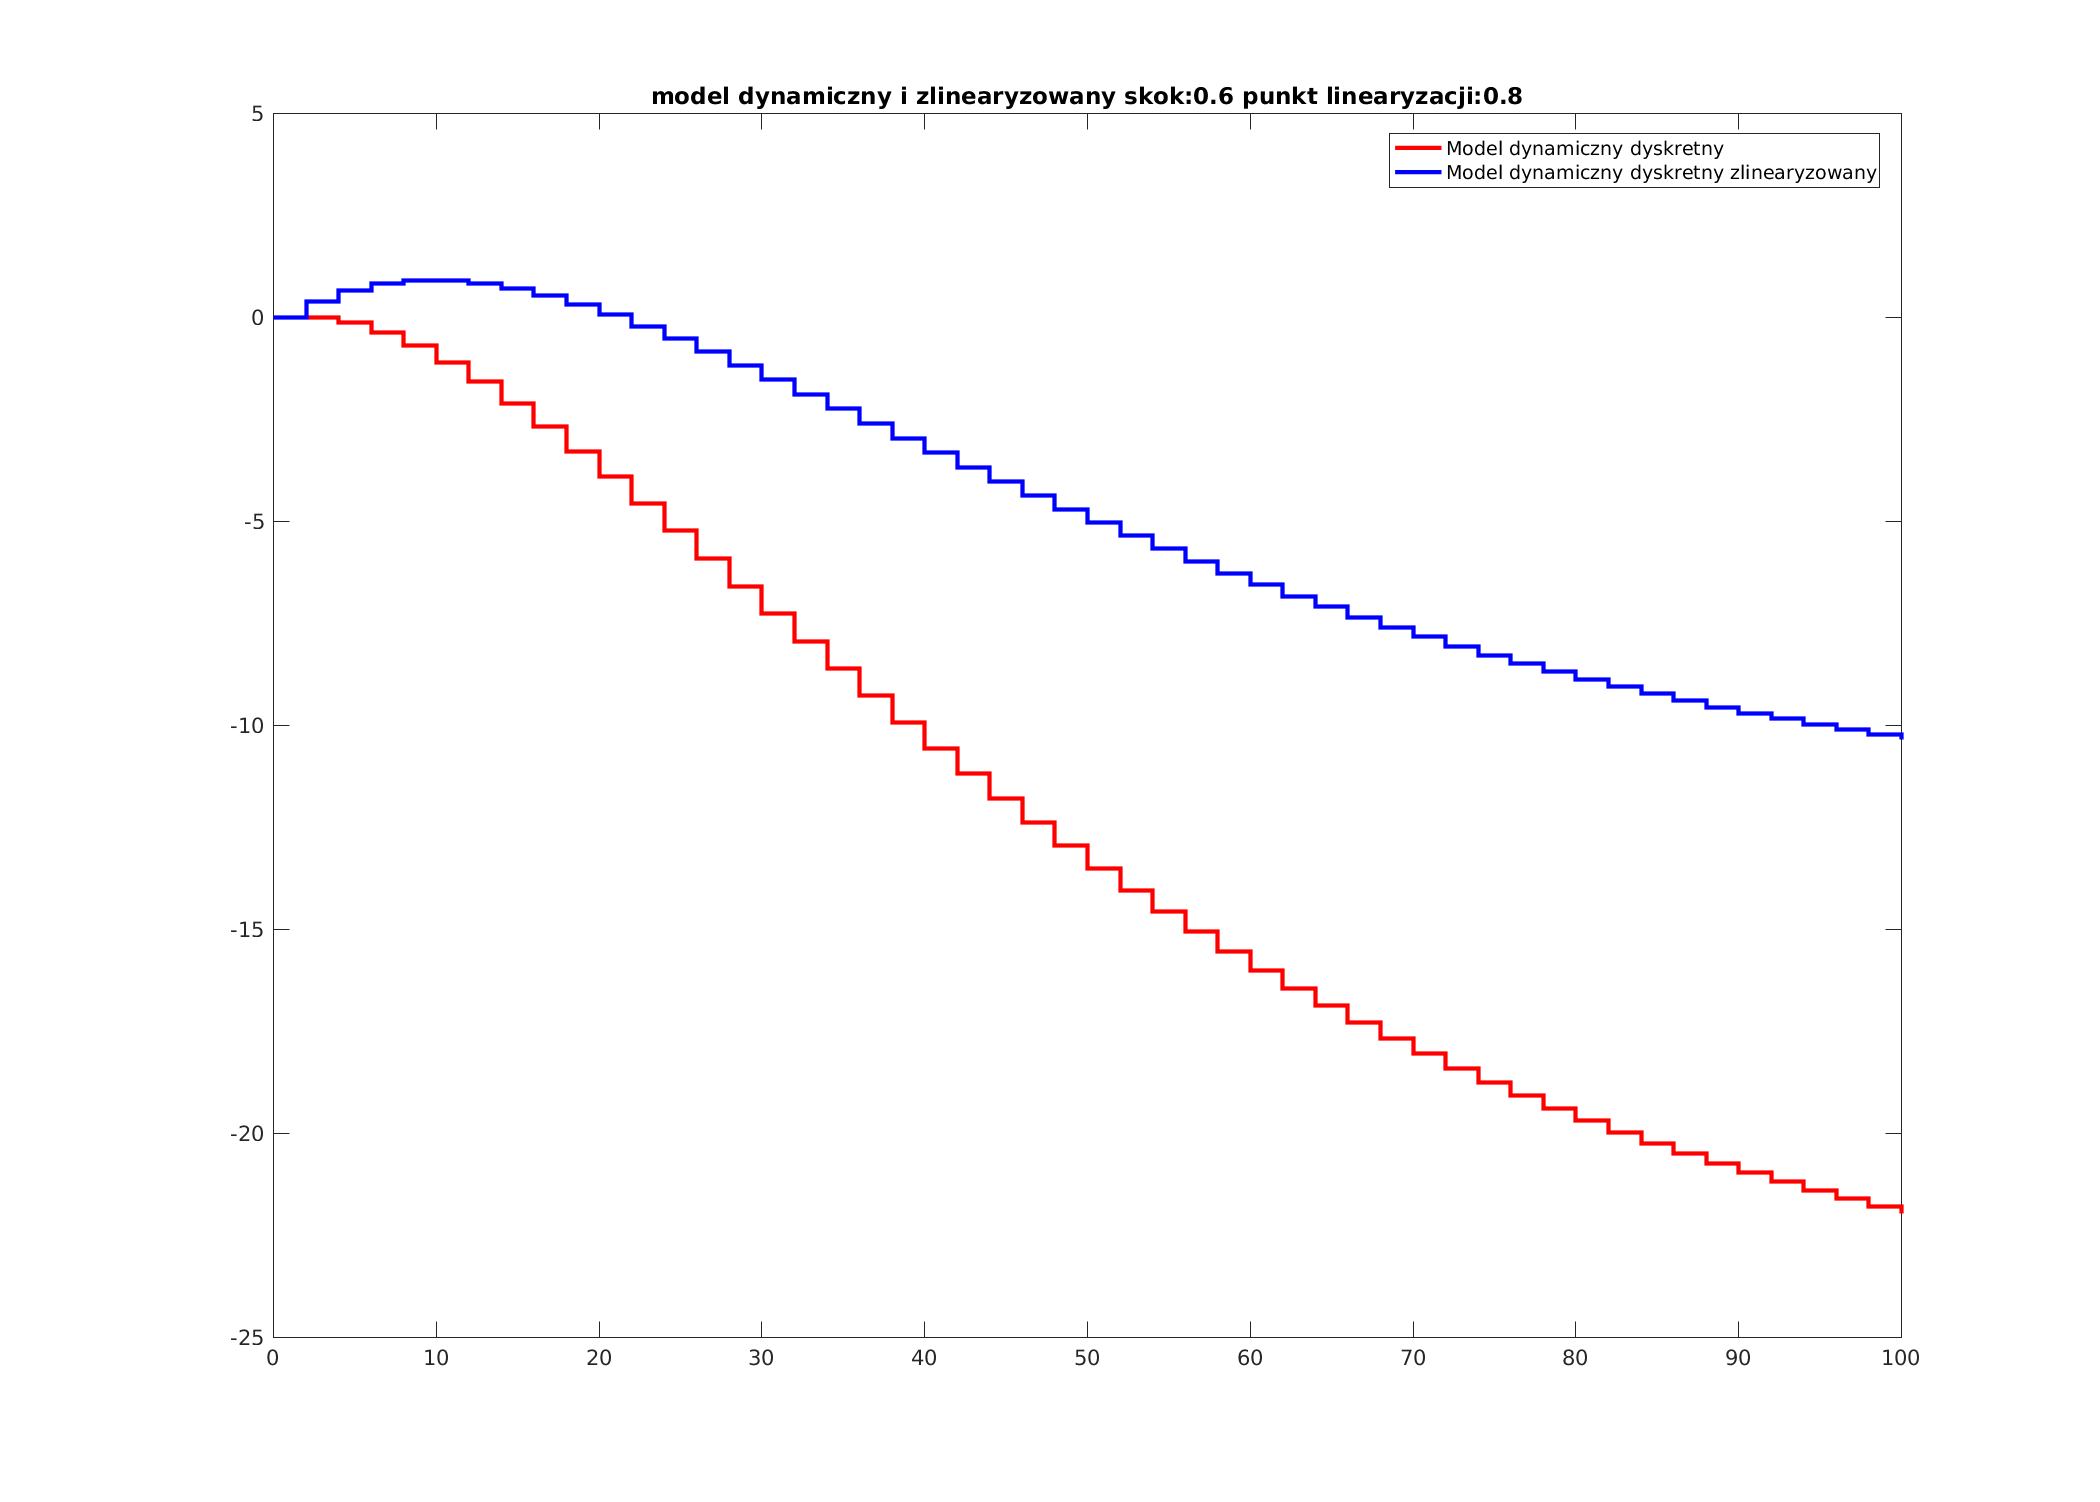 model dynamiczny i zlinearyzowany skok:0.6 punkt linearyzacji:0.8
Model dynamiczny dyskretny
Model dynamiczny dyskretny zlinearyzowany
5
0
-5
-10
-15
-20
-25
0 10 20 30 40 50 60 70 80 90 100